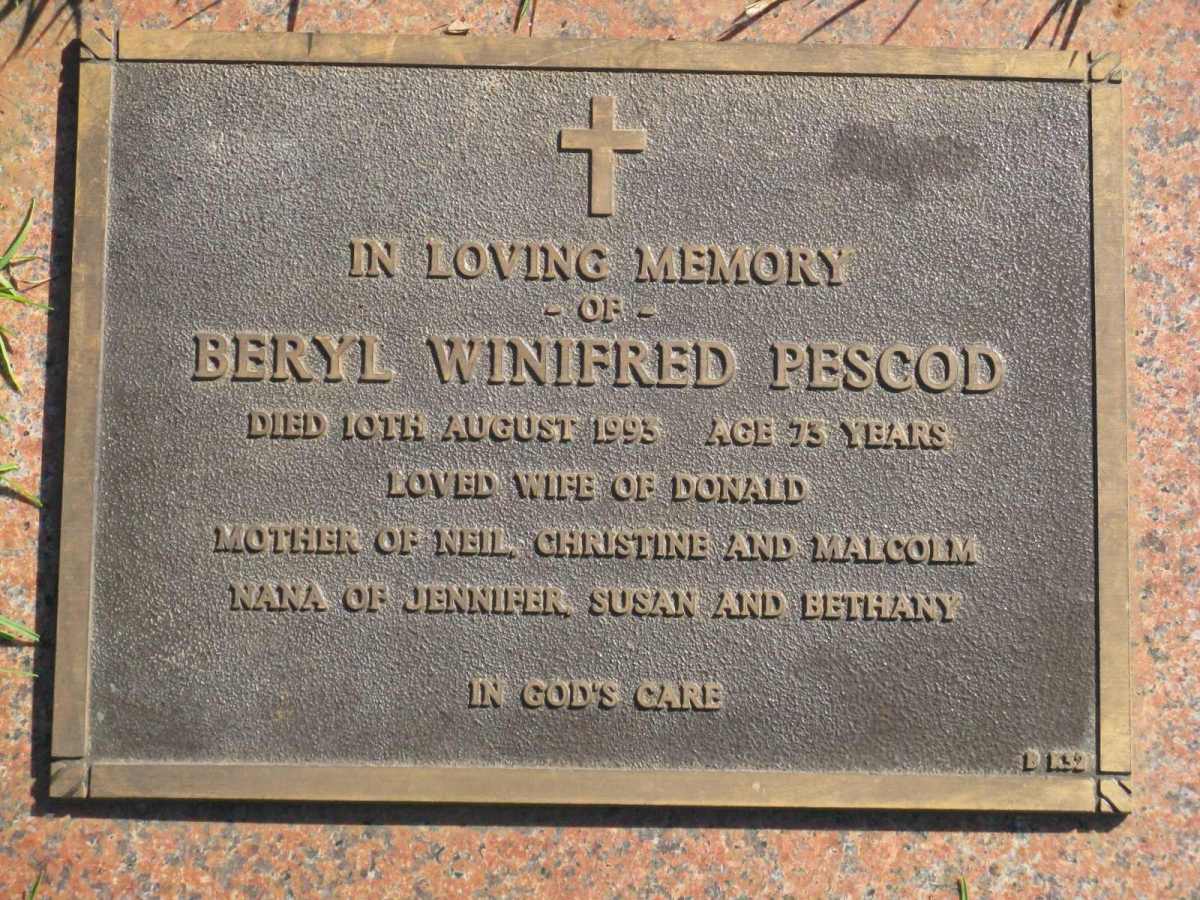 IN LOVING MEMORY
- OF -
BERYL WINIFRED PESCOD
DIED 10TH AUGUST 1993 AGE 73 YEARS
LOVED WIFE OF DONALD
MOTHER OF NEIL, CHRISTINE AND MALCOLM
NANA OF JENNIFER, SUSAN AND BETHANY
IN GOD'S CARE